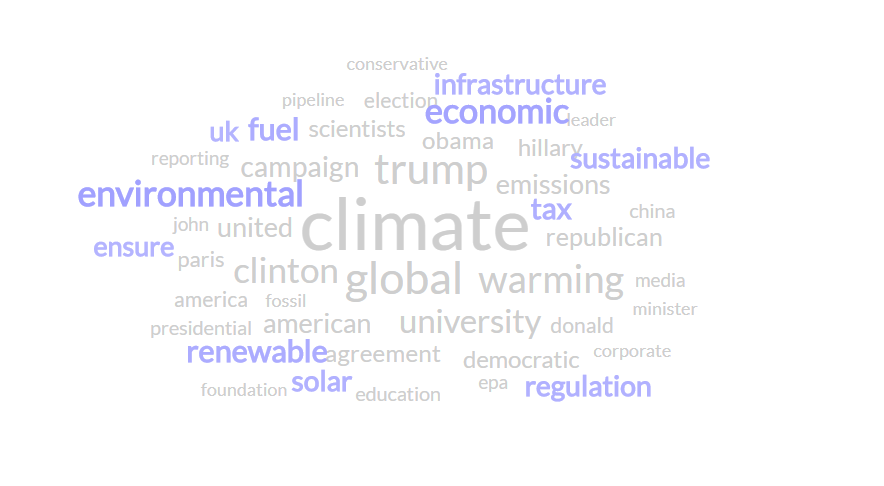 conservative
infrastructure
pipeline election
economic
leader
uk fuel scientists
obama hillary
reporting campaign trump sustainable
emissions
environmental
climate tax china
john united republican
ensure
paris clinton global warming media
america fossil minister
presidential american university donald
renewable agreement democratic corporate
foundation solar education epa regulation